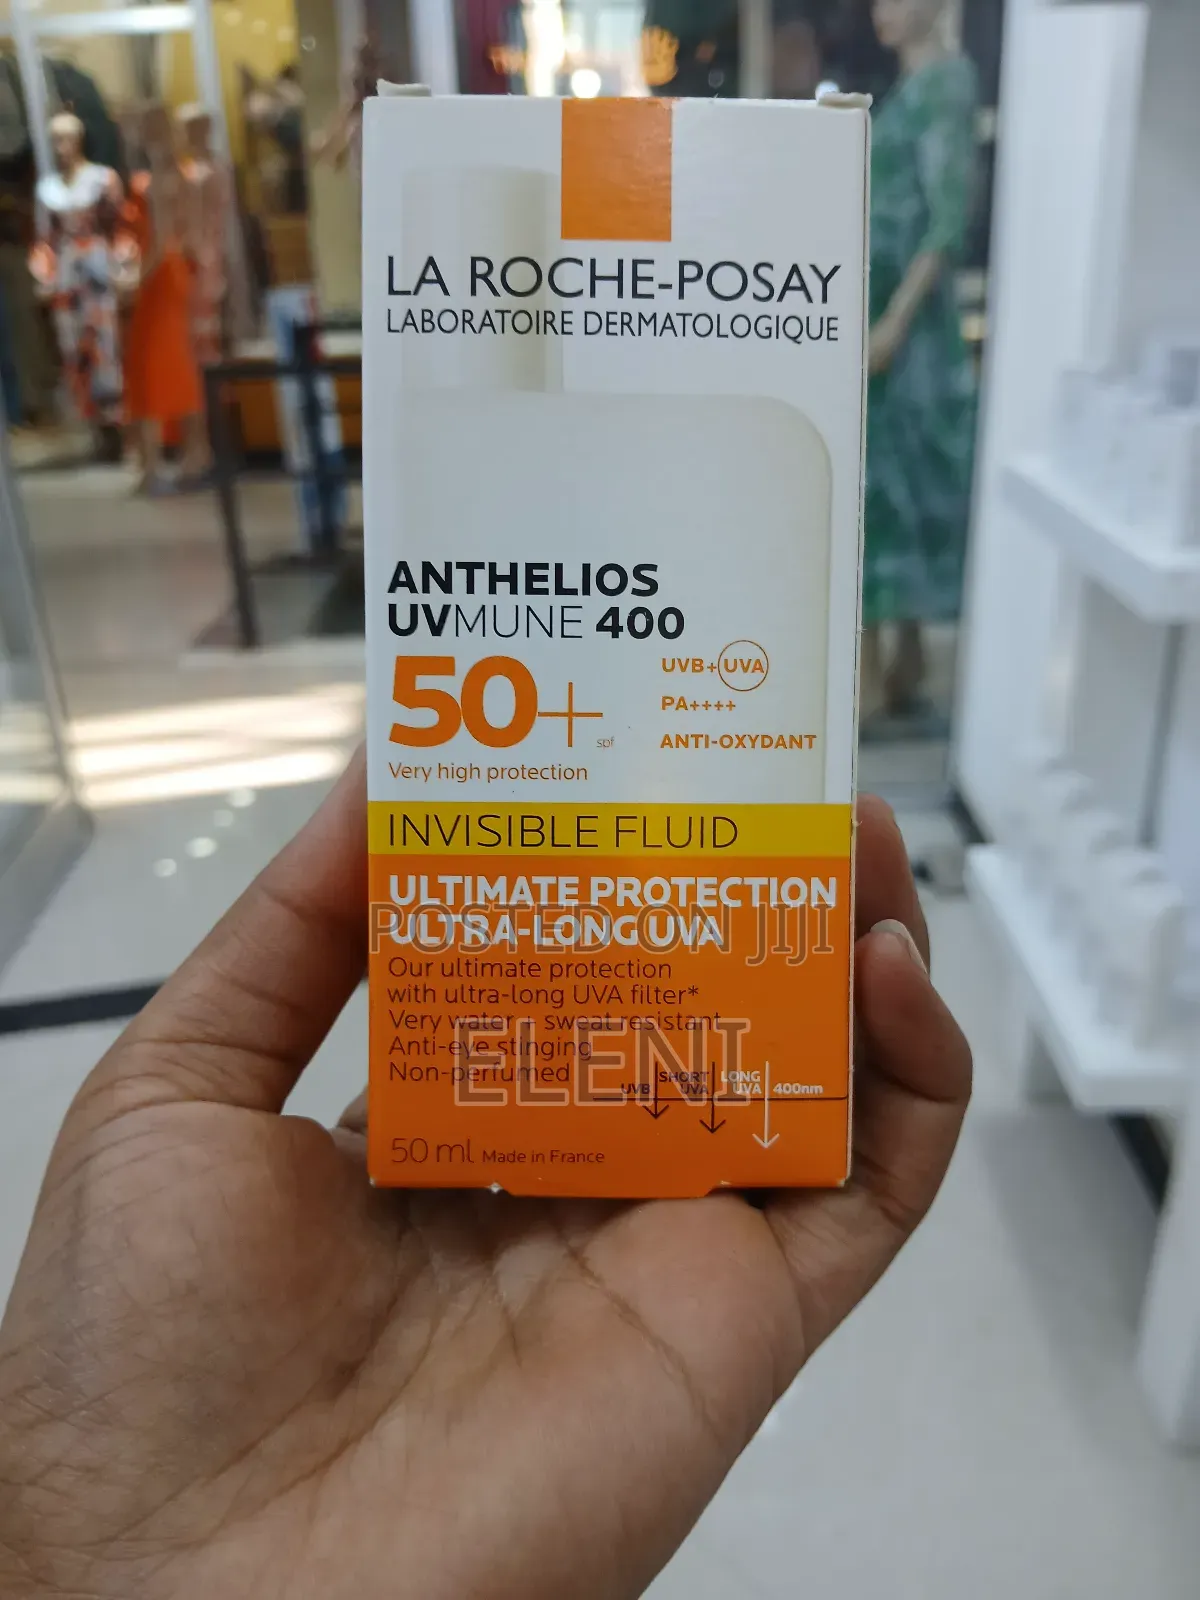 LA ROCHE-POSAY
LABORATOIRE DERMATOLOGIQUE
ANTHELIOS
UVMUNE 400
50+
spf
UVB+UVA
PA++++
ANTI-OXYDANT
Very high protection
INVISIBLE FLUID
ULTIMATE PROTECTION
ULTRA-LONG UVA
POSTED ON JIJI
Our ultimate protection
with ultra-long UVA filter*
Very water + sweat resistant
Anti-eye stinging
Non-perfumed
ELENI
UVB
SHORT
UVA
LONG
UVA
400nm
50 ml Made in France